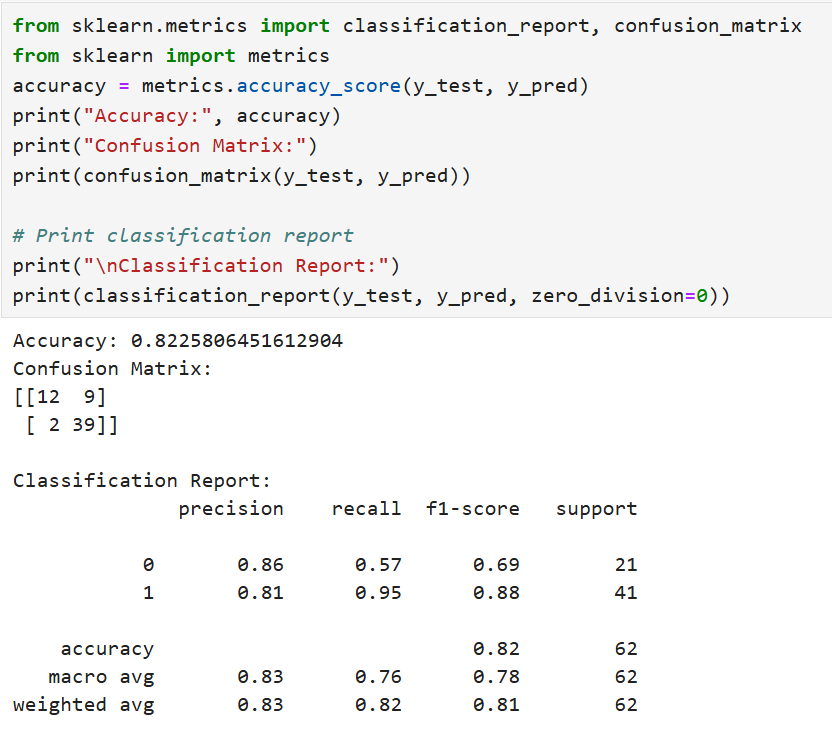 from sklearn.metrics import classification_report, confusion_matrix
from sklearn import metrics
accuracy = metrics.accuracy_score(y_test, y_pred)
print("Accuracy:", accuracy)
print("Confusion Matrix:")
print(confusion_matrix(y_test, y_pred))
# Print classification report
print("\nClassification Report:")
print(classification_report(y_test, y_pred, zero_division=0))
Accuracy: 0.8225806451612904
Confusion Matrix:
[[12  9]
 [ 2 39]]
Classification Report:
              precision    recall  f1-score   support
           0       0.86      0.57      0.69        21
           1       0.81      0.95      0.88        41
    accuracy                           0.82        62
   macro avg       0.83      0.76      0.78        62
weighted avg       0.83      0.82      0.81        62